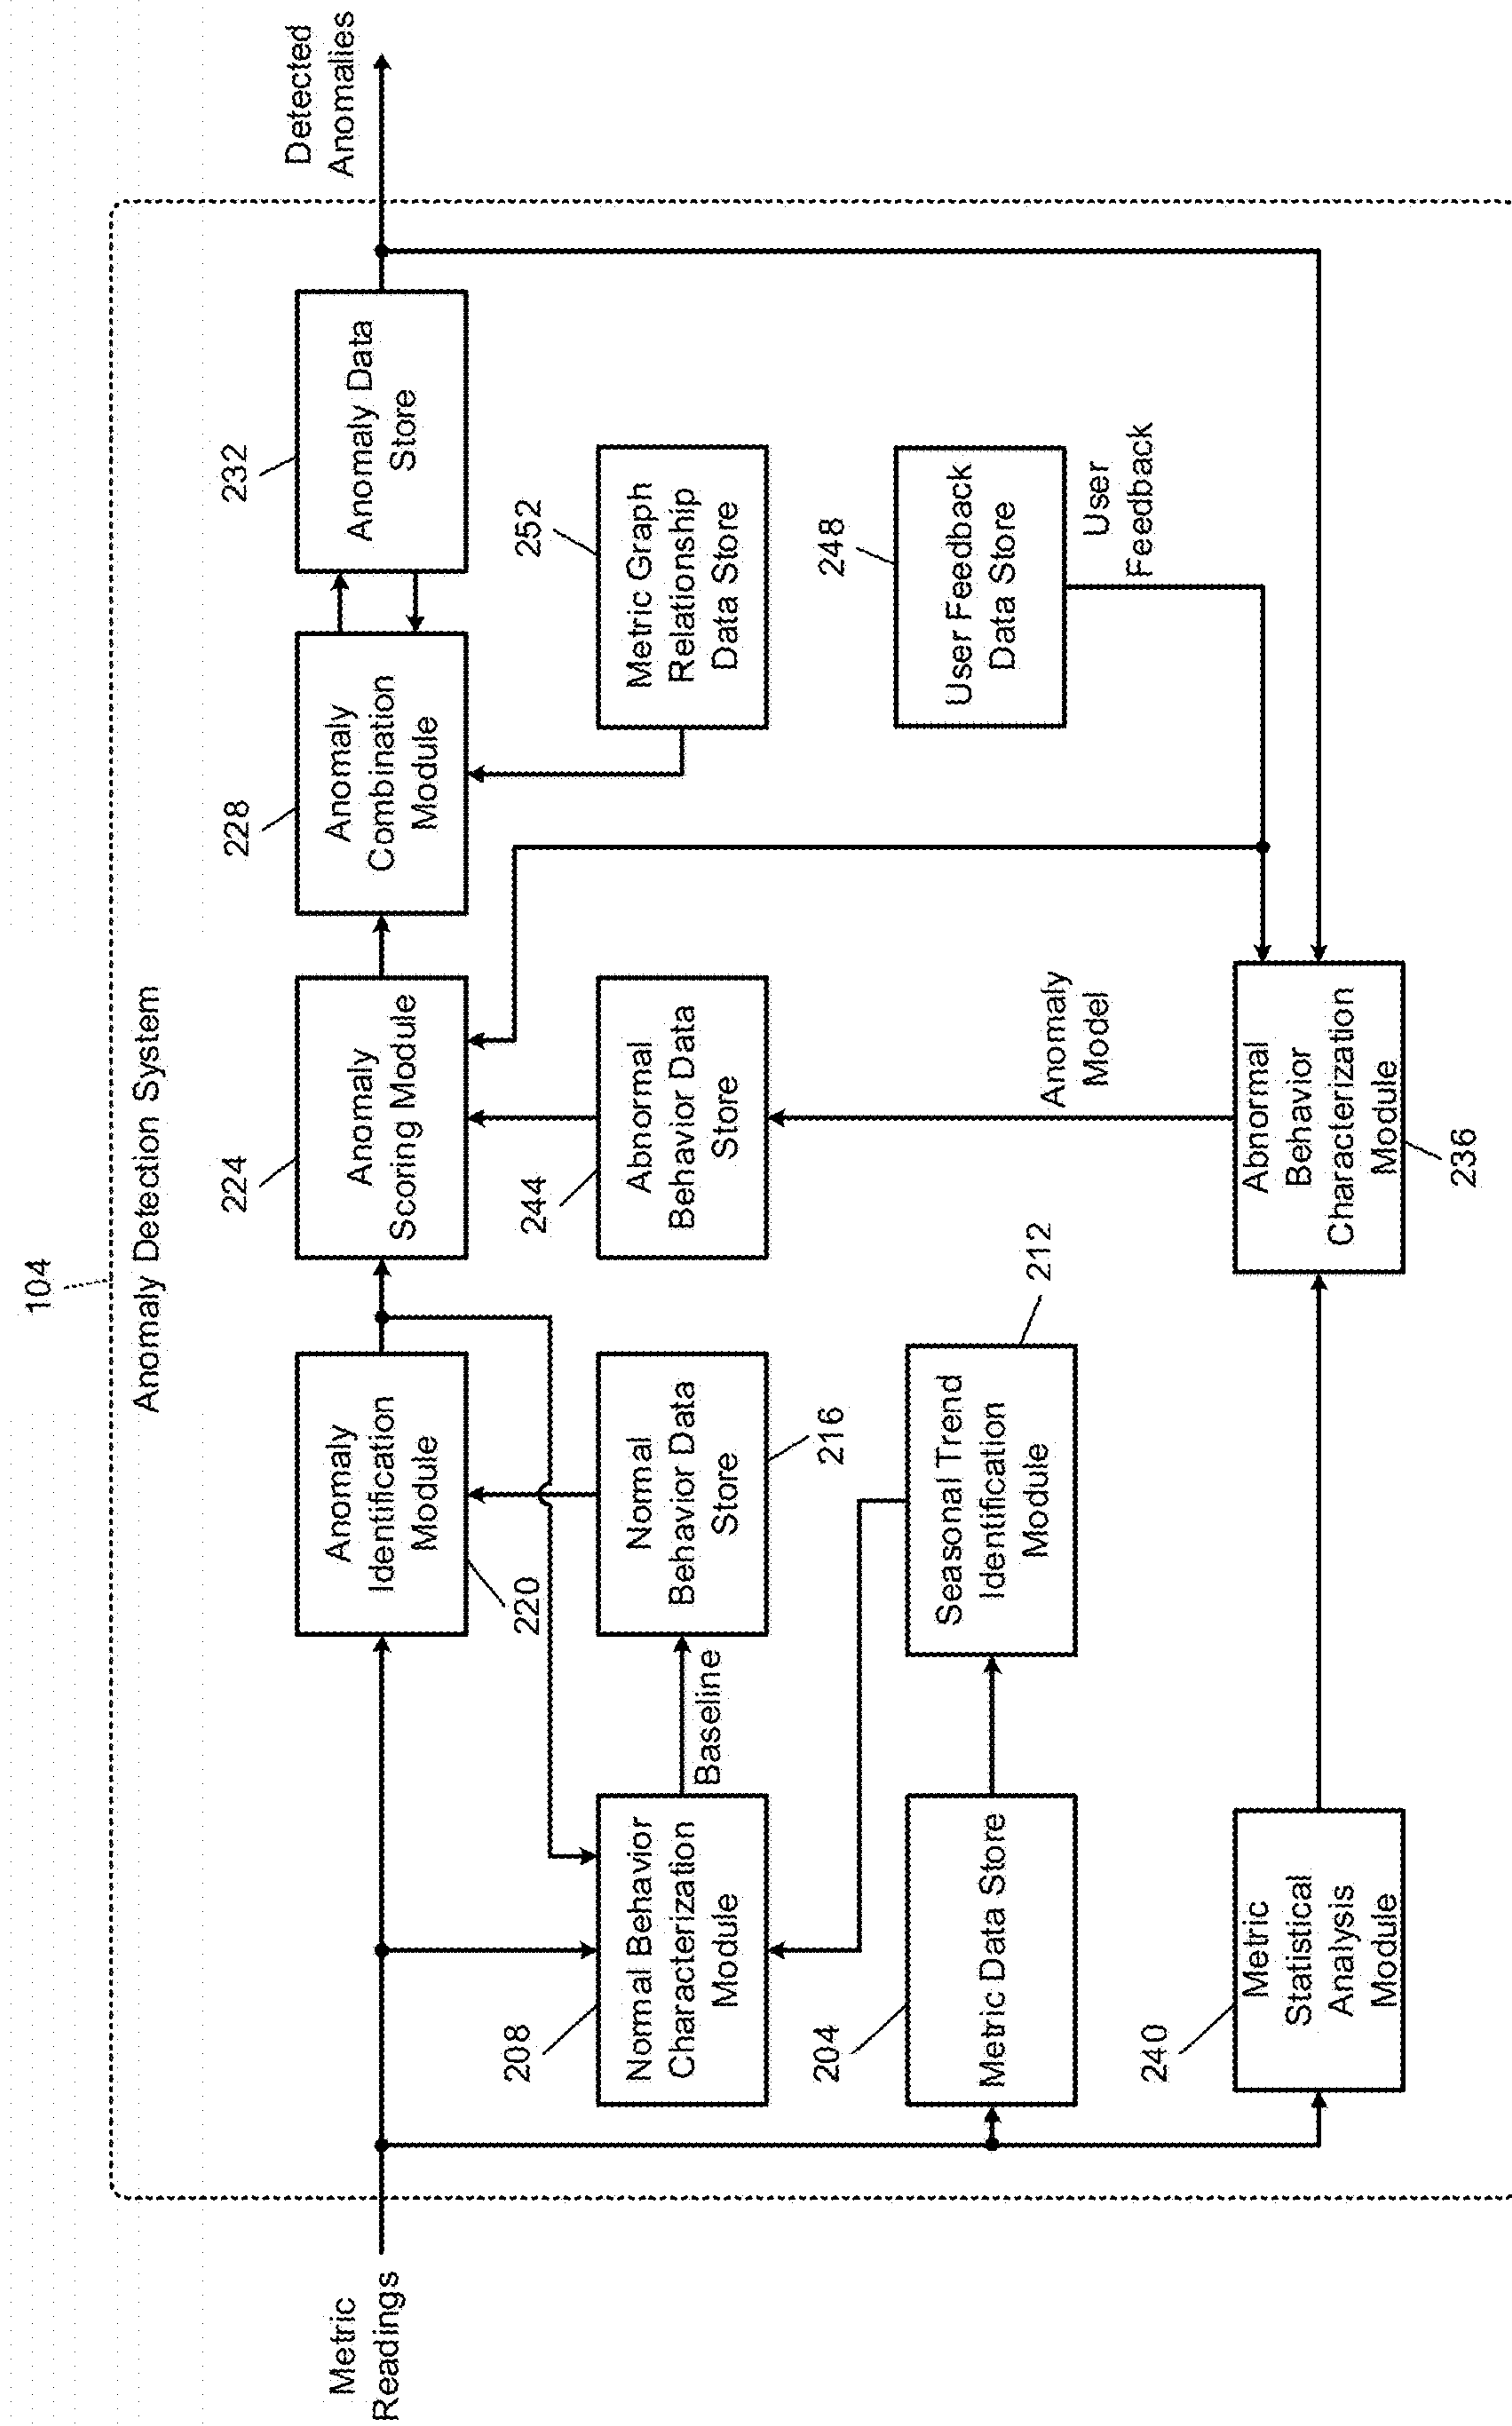 104
Anomaly Detection System
Metric
Readings
Detected
Anomalies
220
Anomaly
Identification
Module
224
Anomaly
Scoring Module
228
Anomaly
Combination
Module
232
Anomaly Data
Store
208
Normal Behavior
Characterization
Module
Baseline
Normal
Behavior Data
Store
216
244
Abnormal
Behavior Data
Store
252
Metric Graph
Relationship
Data Store
204
Metric Data Store
Seasonal Trend
Identification
Module
212
Anomaly
Model
248
User Feedback
Data Store
User
Feedback
240
Metric
Statistical
Analysis
Module
Abnormal
Behavior
Characterization
Module
236